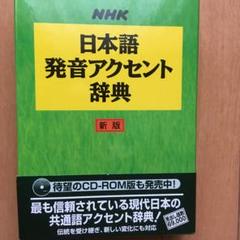 NHK
日本語
発音アクセント
辞典
新版
待望のCD-ROM版も発売中!
最も信頼されている現代日本の
共通語アクセント辞典!
伝統を受け継ぎ、新しい変化にも対応